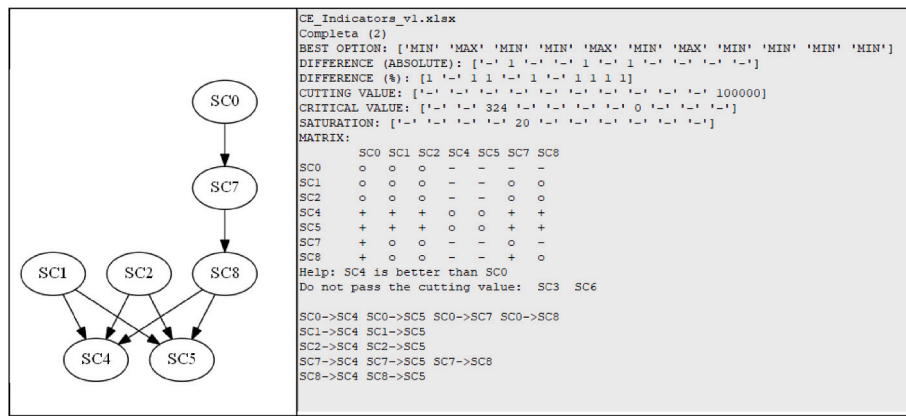 SC0
SC7
SC1
SC2
SC8
SC4
SC5
CE_Indicators_v1.xlsx
Completa (2)
BEST OPTION: ['MIN' 'MAX' 'MIN' 'MIN' 'MAX' 'MIN' 'MAX' 'MIN' 'MIN' 'MIN' 'MIN']
DIFFERENCE (ABSOLUTE): ['-' 1 '-' '-' 1 '-' 1 '-' '-' '-' '-']
DIFFERENCE (%): [1 '-' 1 1 '-' 1 '-' 1 1 1 1]
CUTTING VALUE: ['-' '-' '-' '-' '-' '-' '-' '-' '-' '-' 100000]
CRITICAL VALUE: ['-' '-' 324 '-' '-' '-' 0 '-' '-' '-' '-']
SATURATION: ['-' '-' '-' '-' 20 '-' '-' '-' '-' '-' '-']
MATRIX:
SC0 SC1 SC2 SC4 SC5 SC7 SC8
SC0 o o o - - - -
SC1 o o o - - o o
SC2 o o o - - o o
SC4 + + + o o + +
SC5 + + + o o + +
SC7 + o o - - o -
SC8 + o o - - + o
Help: SC4 is better than SC0
Do not pass the cutting value: SC3 SC6
SC0->SC4 SC0->SC5 SC0->SC7 SC0->SC8
SC1->SC4 SC1->SC5
SC2->SC4 SC2->SC5
SC7->SC4 SC7->SC5 SC7->SC8
SC8->SC4 SC8->SC5